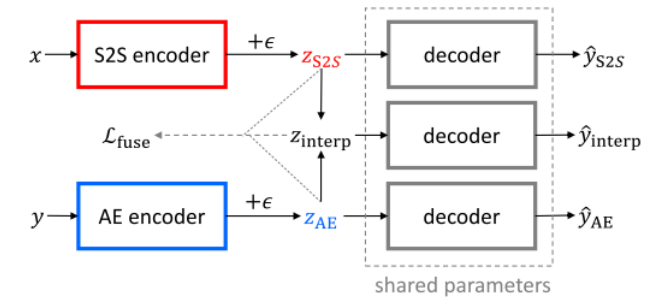 x S2S encoder +ϵ z_S2S decoder ŷ_S2S
ℒ_fuse z_interp decoder ŷ_interp
y AE encoder +ϵ z_AE decoder ŷ_AE
shared parameters